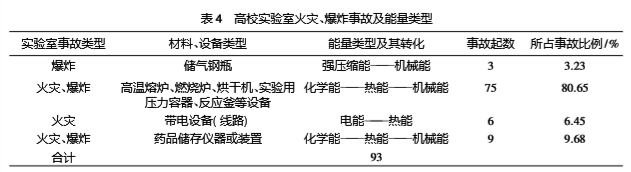 表4 高校实验室火灾、爆炸事故及能量类型
实验室事故类型 材料、设备类型 能量类型及其转化 事故起数 所占事故比例/%
爆炸 储气钢瓶 强压缩能——机械能 3 3.23
火灾、爆炸 高温熔炉、燃烧炉、烘干机、实验用 化学能——热能——机械能 75 80.65
压力容器、反应釜等设备
火灾 带电设备(线路) 电能——热能 6 6.45
火灾、爆炸 药品储存仪器或装置 化学能——热能——机械能 9 9.68
合计 93